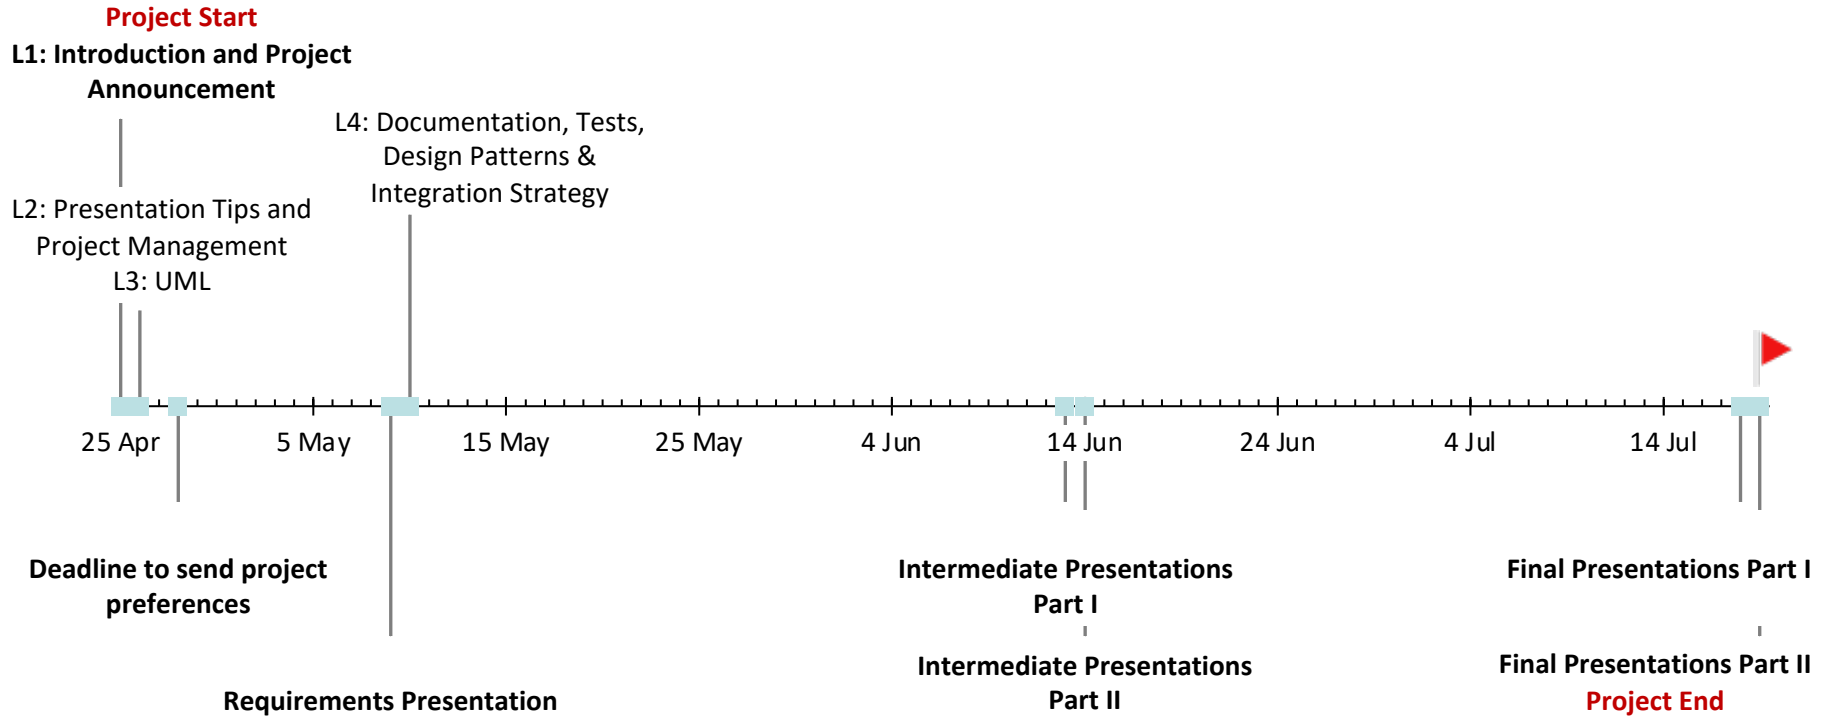 Project Start
L1: Introduction and Project
Announcement
L4: Documentation, Tests,
Design Patterns &
Integration Strategy
L2: Presentation Tips and
Project Management
L3: UML
25 Apr
5 May
15 May
25 May
4 Jun
14 Jun
24 Jun
4 Jul
14 Jul
Deadline to send project
preferences
Requirements Presentation
Intermediate Presentations
Part I
Intermediate Presentations
Part II
Final Presentations Part I
Final Presentations Part II
Project End